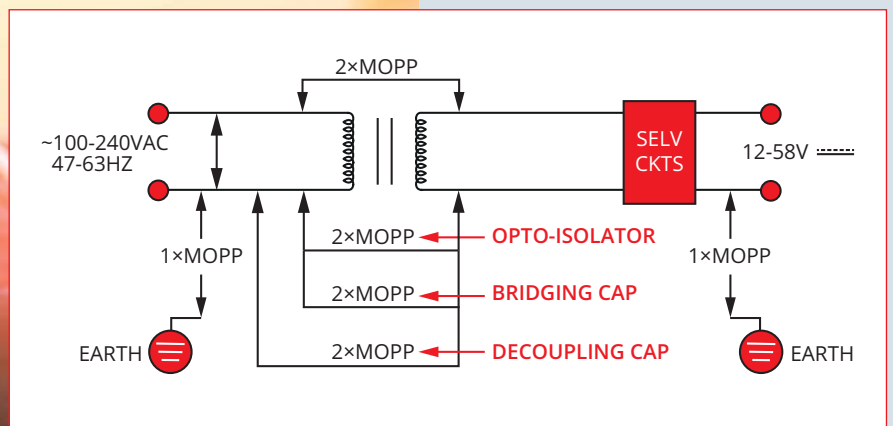 2×MOPP
~100-240VAC
47-63HZ
SELV
CKTS
12-58V
2×MOPP
OPTO-ISOLATOR
1×MOPP
1×MOPP
2×MOPP
BRIDGING CAP
EARTH
2×MOPP
DECOUPLING CAP
EARTH